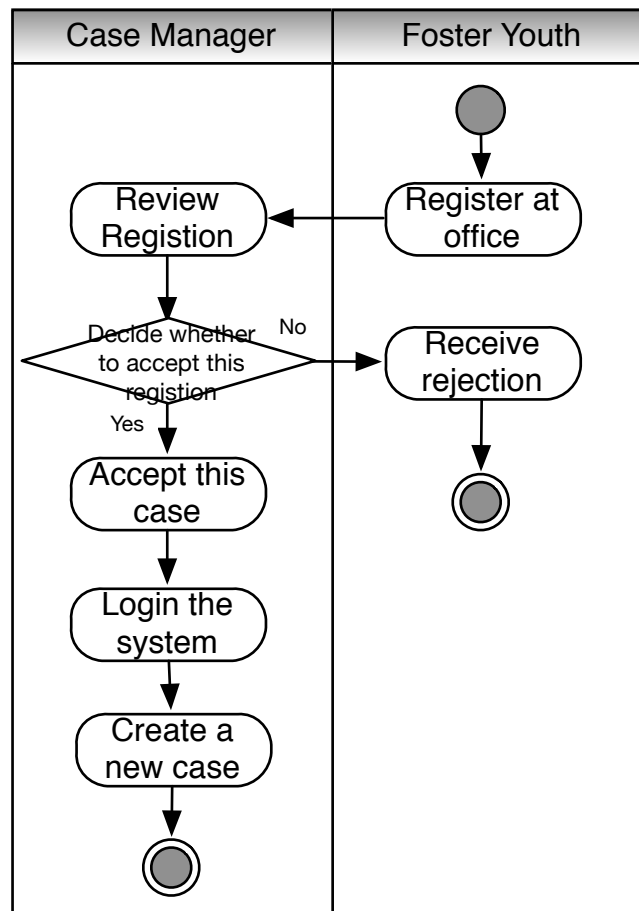 Case Manager
Foster Youth
Review
Registion
Register at
office
Decide whether
to accept this
registion
No
Receive
rejection
Yes
Accept this
case
Login the
system
Create a
new case